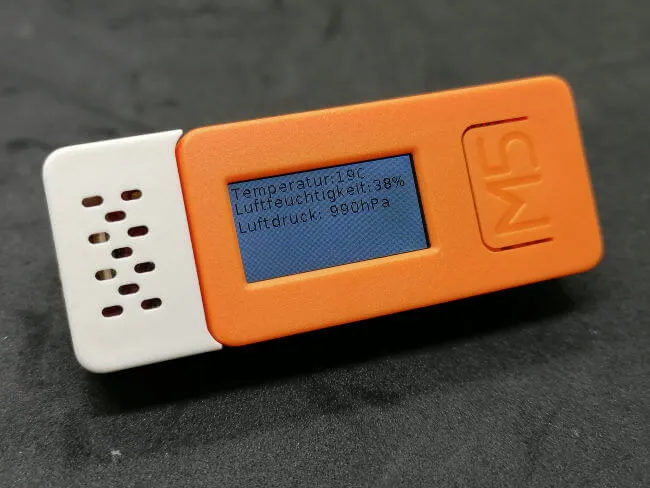 Temperatur:19C
Luftfeuchtigkeit:38%
Luftdruck: 990hPa
M5